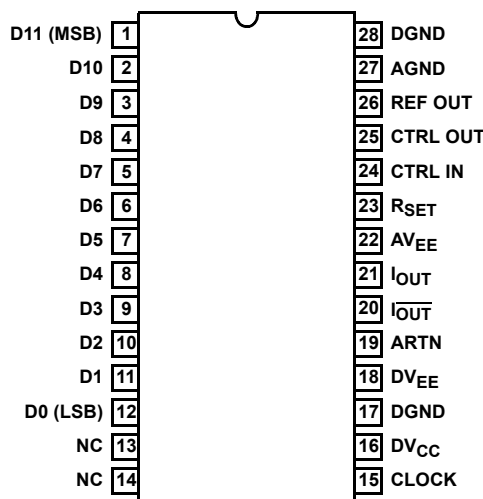 D11 (MSB) 1 28 DGND
D10 2 27 AGND
D9 3 26 REF OUT
D8 4 25 CTRL OUT
D7 5 24 CTRL IN
D6 6 23 RSET
D5 7 22 AVEE
D4 8 21 IOUT
D3 9 20 IOUT
D2 10 19 ARTN
D1 11 18 DVEE
D0 (LSB) 12 17 DGND
NC 13 16 DVCC
NC 14 15 CLOCK